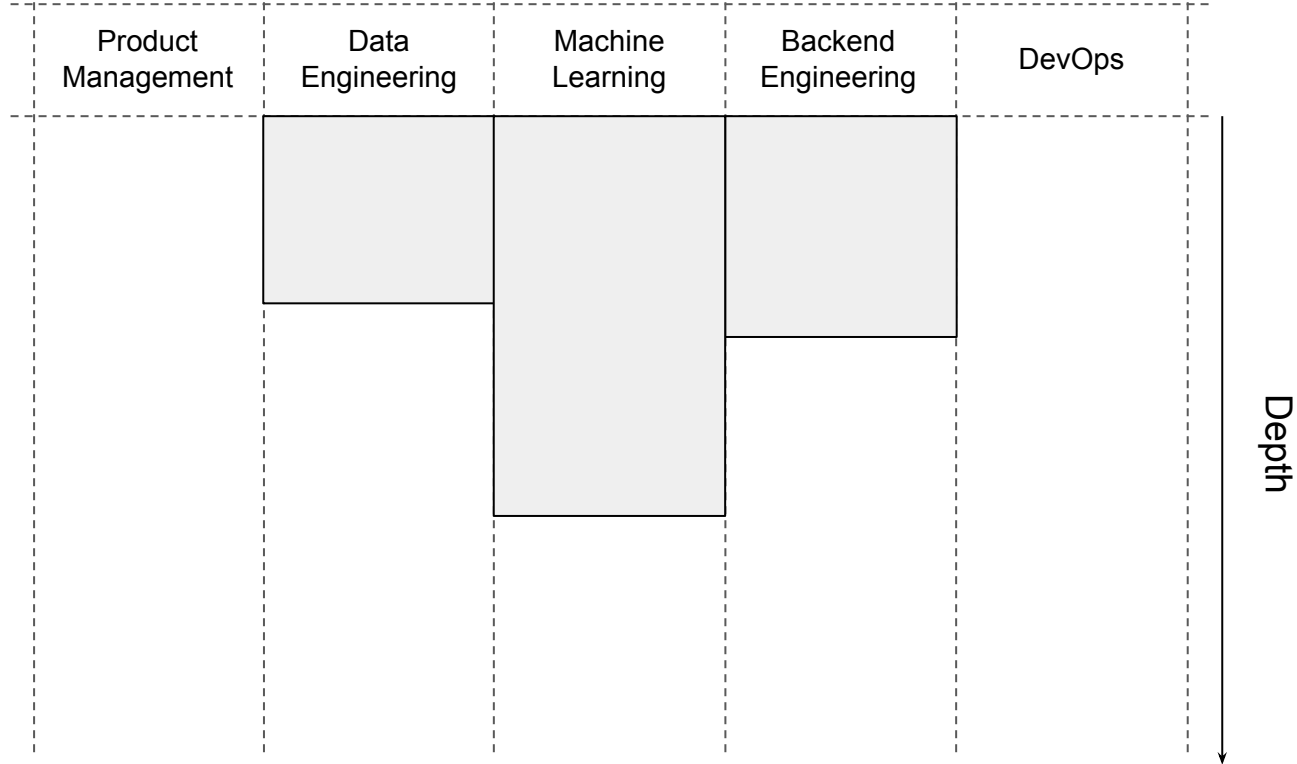 Product
Management
Data
Engineering
Machine
Learning
Backend
Engineering
DevOps
Depth